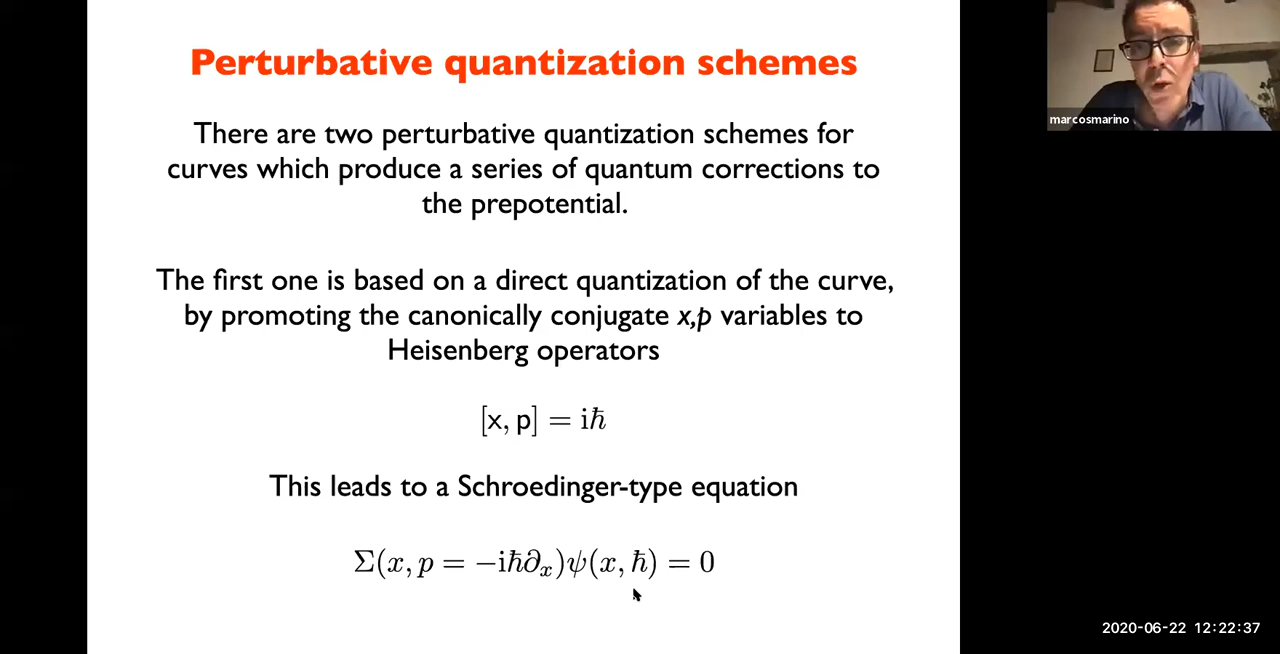 Perturbative quantization schemes
There are two perturbative quantization schemes for
curves which produce a series of quantum corrections to
the prepotential.
The first one is based on a direct quantization of the curve,
by promoting the canonically conjugate x,p variables to
Heisenberg operators
[x, p] = iħ
This leads to a Schroedinger-type equation
Σ(x, p = −iħ∂ₓ)ψ(x, ħ) = 0
marcosmarino
2020-06-22 12:22:37